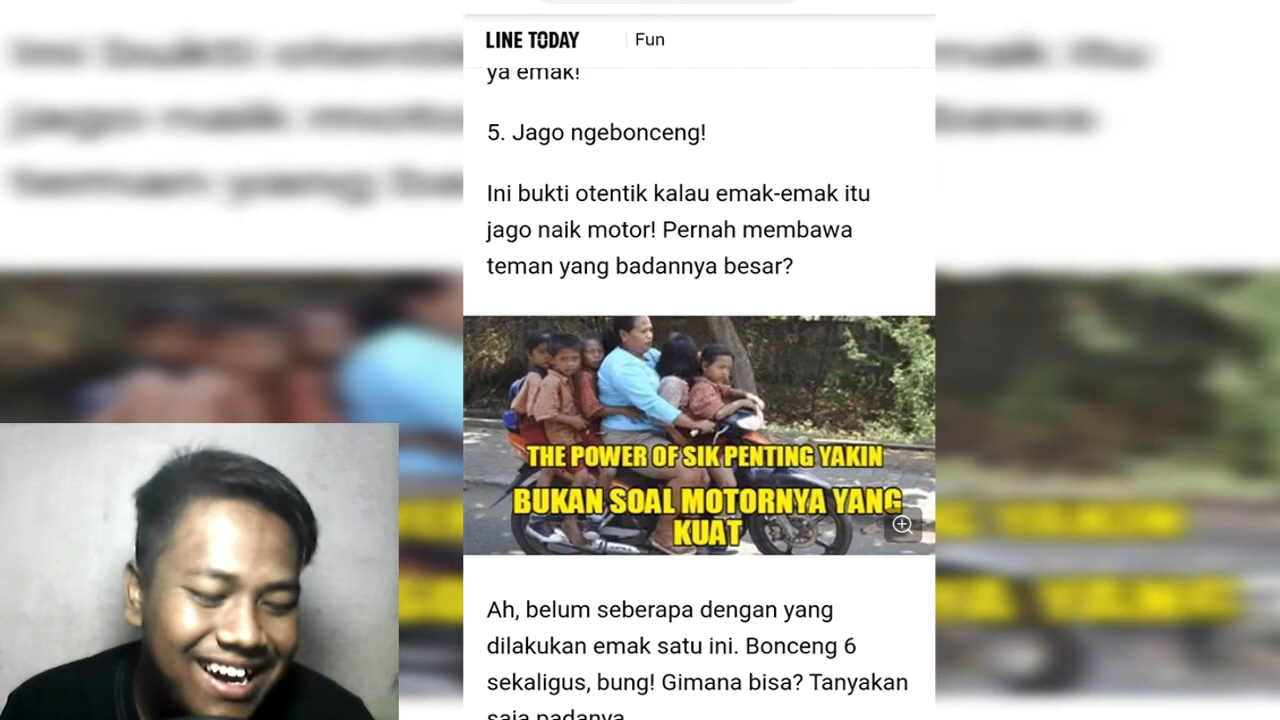 LINE TODAY
Fun
ya emak!
5. Jago ngebonceng!
Ini bukti otentik kalau emak-emak itu
jago naik motor! Pernah membawa
teman yang badannya besar?
THE POWER OF SIK PENTING YAKIN
BUKAN SOAL MOTORNYA YANG
KUAT
Ah, belum seberapa dengan yang
dilakukan emak satu ini. Bonceng 6
sekaligus, bung! Gimana bisa? Tanyakan
saja padanya